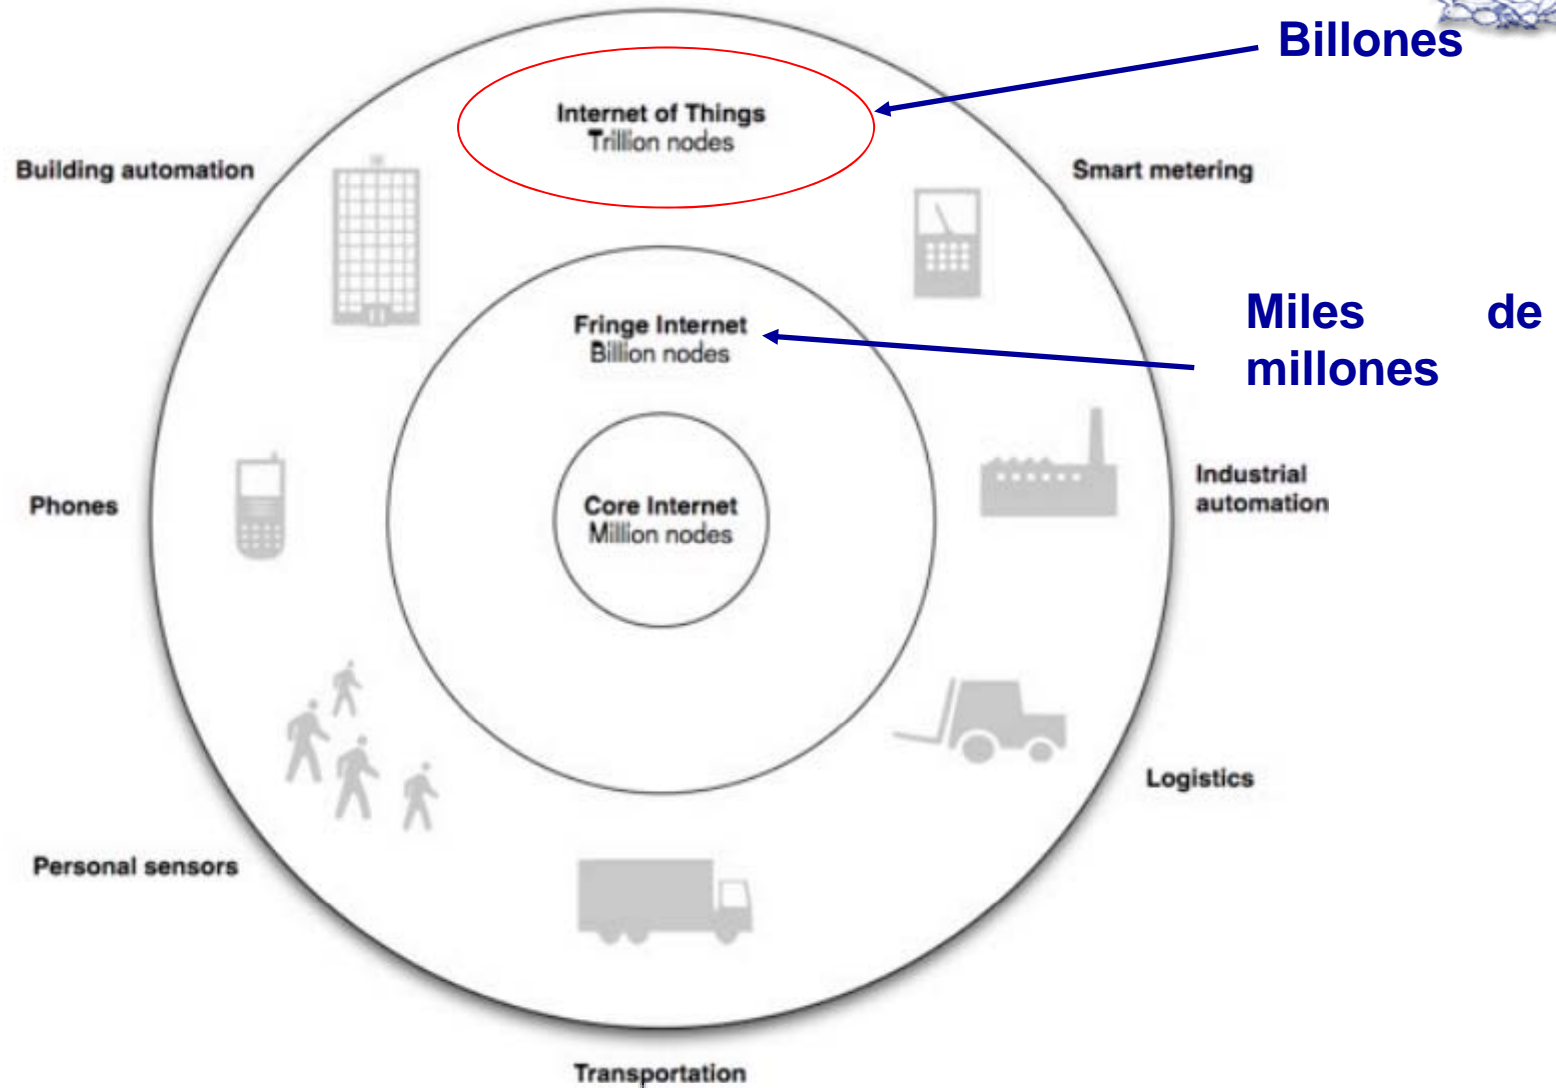 Billones
Internet of Things
Trillion nodes
Building automation
Smart metering
Miles de
millones
Fringe Internet
Billion nodes
Industrial
automation
Phones
Core Internet
Million nodes
Logistics
Personal sensors
Transportation